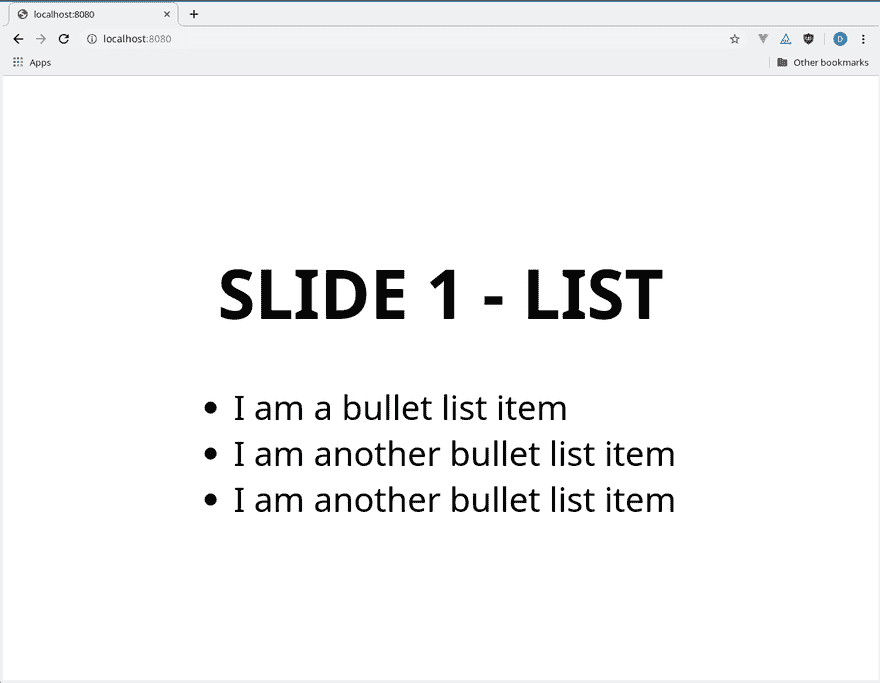 localhost:8080
localhost:8080
Apps
Other bookmarks
D
SLIDE 1 - LIST
I am a bullet list item
I am another bullet list item
I am another bullet list item